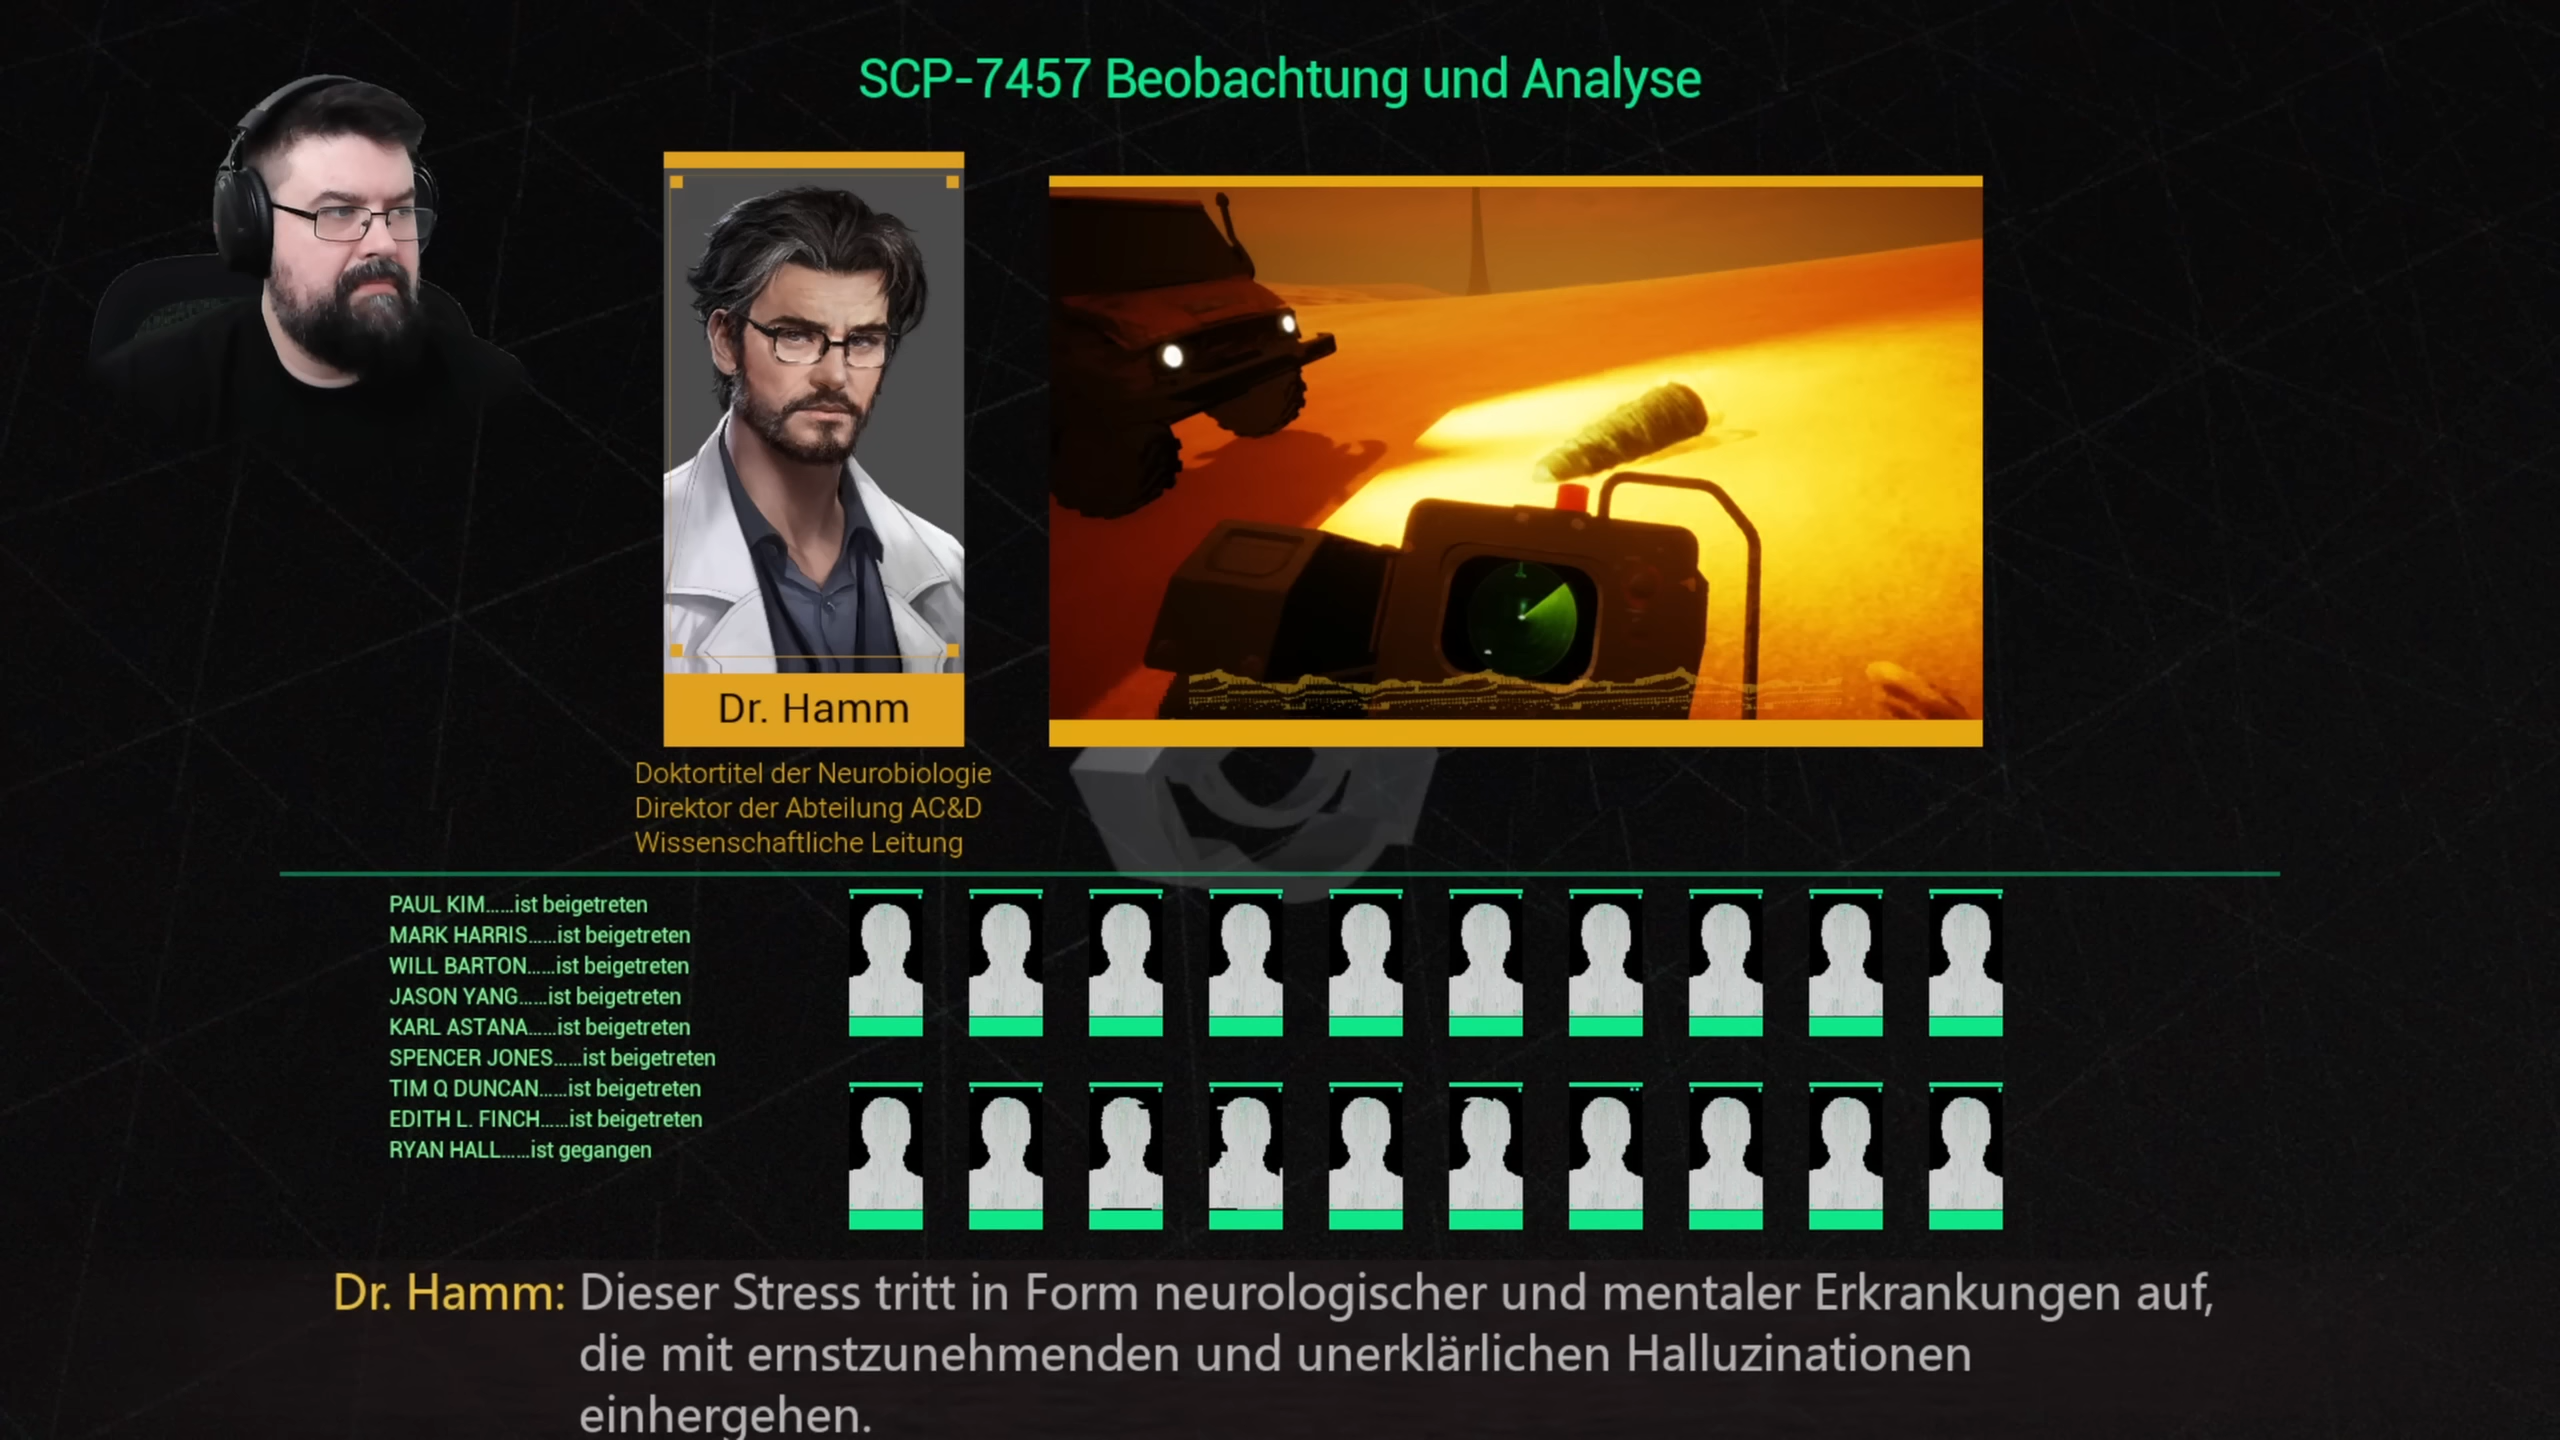 SCP-7457 Beobachtung und Analyse
Dr. Hamm
Doktortitel der Neurobiologie
Direktor der Abteilung AC&D
Wissenschaftliche Leitung
PAUL KIM......ist beigetreten
MARK HARRIS......ist beigetreten
WILL BARTON......ist beigetreten
JASON YANG......ist beigetreten
KARL ASTANA......ist beigetreten
SPENCER JONES......ist beigetreten
TIM Q DUNCAN......ist beigetreten
EDITH L. FINCH......ist beigetreten
RYAN HALL......ist gegangen
Dr. Hamm: Dieser Stress tritt in Form neurologischer und mentaler Erkrankungen auf,
die mit ernstzunehmenden und unerklärlichen Halluzinationen
einhergehen.